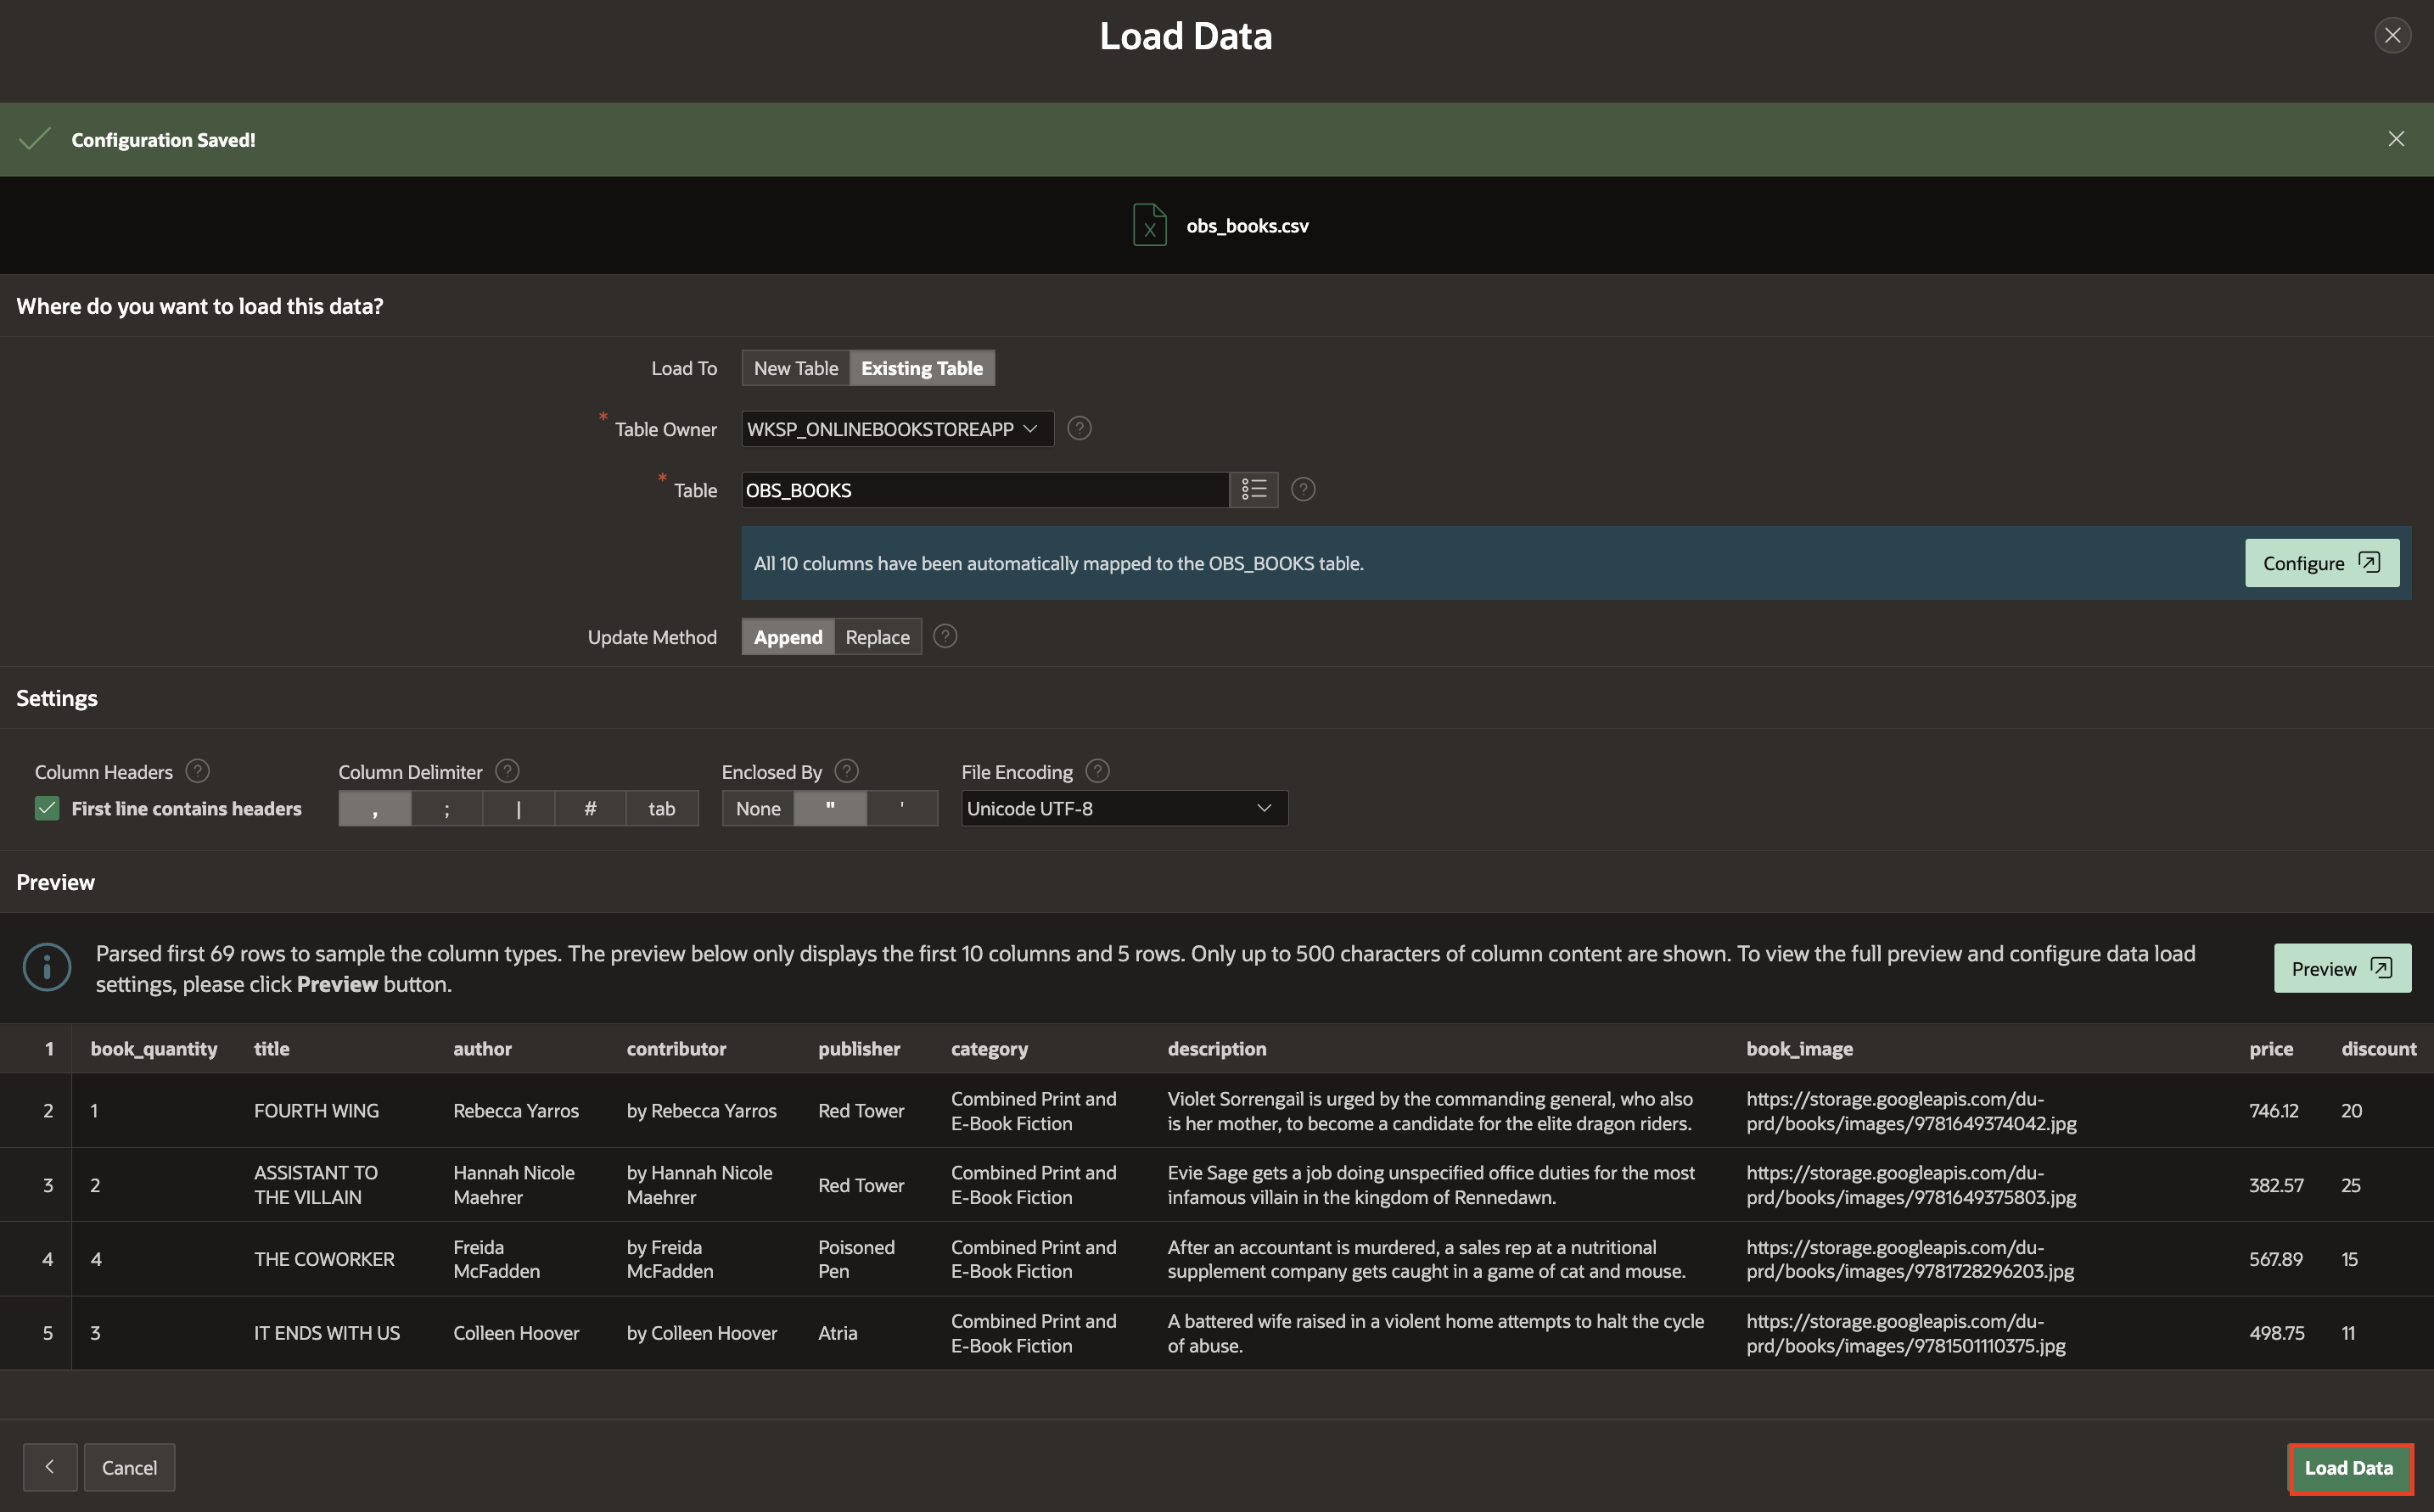 Load Data
Configuration Saved!
obs_books.csv
Where do you want to load this data?
Load To New Table Existing Table
* Table Owner WKSP_ONLINEBOOKSTOREAPP
* Table OBS_BOOKS
All 10 columns have been automatically mapped to the OBS_BOOKS table. Configure
Update Method Append Replace
Settings
Column Headers Column Delimiter Enclosed By File Encoding
First line contains headers , ; | # tab None " ' Unicode UTF-8
Preview
Parsed first 69 rows to sample the column types. The preview below only displays the first 10 columns and 5 rows. Only up to 500 characters of column content are shown. To view the full preview and configure data load
settings, please click Preview button.
Preview
1 book_quantity title author contributor publisher category description book_image price discount
2 1 FOURTH WING Rebecca Yarros by Rebecca Yarros Red Tower Combined Print and
E-Book Fiction Violet Sorrengail is urged by the commanding general, who also
is her mother, to become a candidate for the elite dragon riders. https://storage.googleapis.com/du-
prd/books/images/9781649374042.jpg 746.12 20
3 2 ASSISTANT TO
THE VILLAIN Hannah Nicole
Maehrer by Hannah Nicole
Maehrer Red Tower Combined Print and
E-Book Fiction Evie Sage gets a job doing unspecified office duties for the most
infamous villain in the kingdom of Rennedawn. https://storage.googleapis.com/du-
prd/books/images/9781649375803.jpg 382.57 25
4 4 THE COWORKER Freida
McFadden by Freida
McFadden Poisoned
Pen Combined Print and
E-Book Fiction After an accountant is murdered, a sales rep at a nutritional
supplement company gets caught in a game of cat and mouse. https://storage.googleapis.com/du-
prd/books/images/9781728296203.jpg 567.89 15
5 3 IT ENDS WITH US Colleen Hoover by Colleen Hoover Atria Combined Print and
E-Book Fiction A battered wife raised in a violent home attempts to halt the cycle
of abuse. https://storage.googleapis.com/du-
prd/books/images/9781501110375.jpg 498.75 11
Cancel Load Data